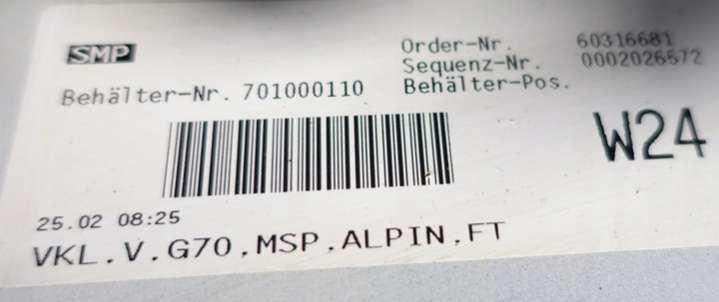 SMP
Order-Nr. 60316681
Sequenz-Nr. 0002026572
Behälter-Nr. 701000110
Behälter-Pos.
W24
25.02 08:25
VKL.V.G70,MSP,ALPIN,FT